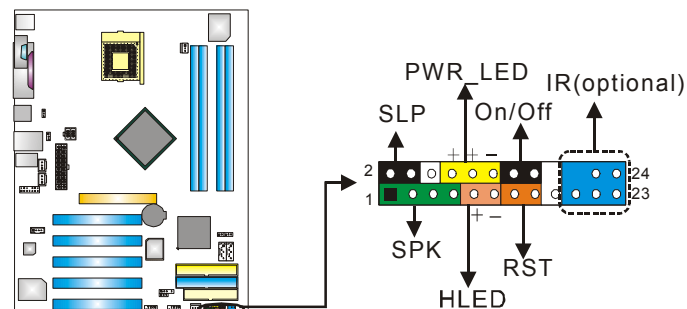 PWR_LED
IR(optional)
SLP
On/Off
+ + -
2
24
1
23
+ -
SPK
RST
HLED